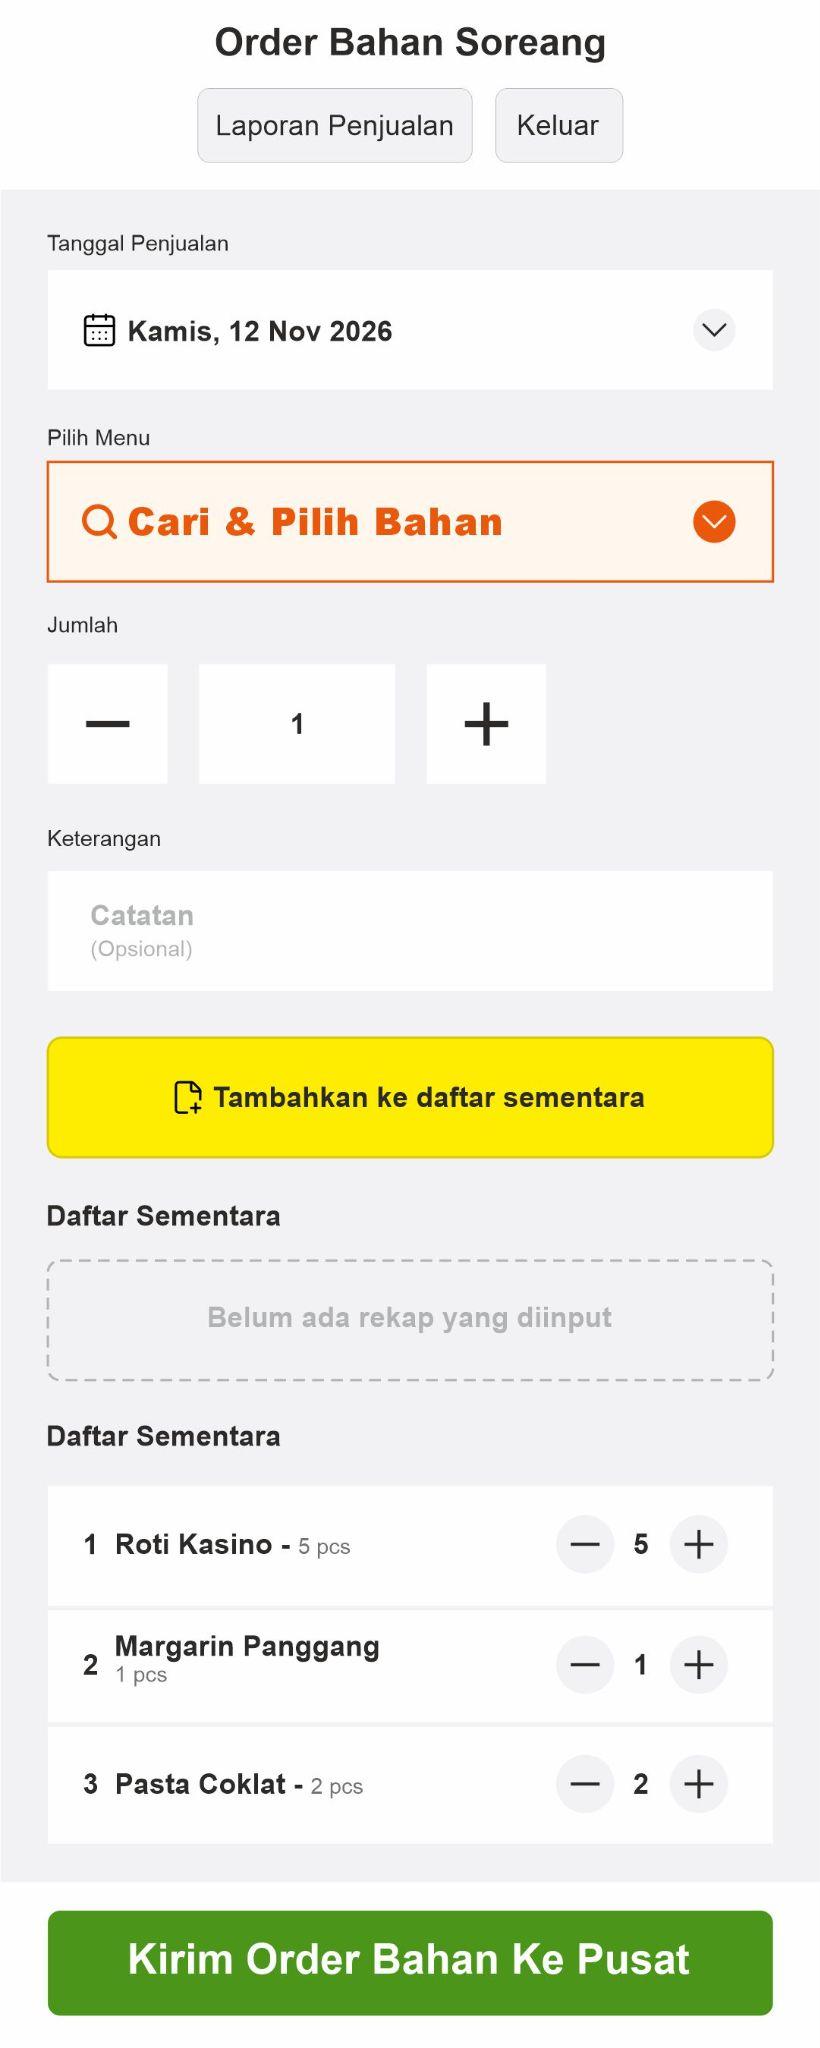 Order Bahan Soreang
Laporan Penjualan
Keluar
Tanggal Penjualan
Kamis, 12 Nov 2026
Pilih Menu
Cari & Pilih Bahan
Jumlah
1
Keterangan
Catatan
(Opsional)
Tambahkan ke daftar sementara
Daftar Sementara
Belum ada rekap yang diinput
Daftar Sementara
1 Roti Kasino - 5 pcs — 5 +
2 Margarin Panggang
1 pcs — 1 +
3 Pasta Coklat - 2 pcs — 2 +
Kirim Order Bahan Ke Pusat